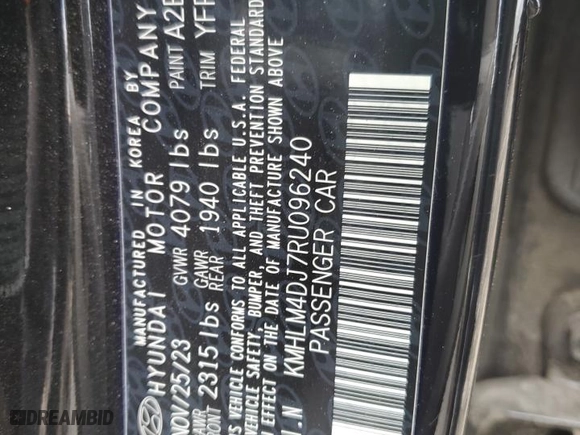 MANUFACTURED IN KOREA BY
HYUNDAI MOTOR COMPANY
NOV/25/23 GVWR 4079 lbs PAINT A2B
GAWR GAWR
2315 lbs REAR 1940 lbs TRIM YFR
VEHICLE CONFORMS TO ALL APPLICABLE U.S.A. FEDERAL
VEHICLE SAFETY, BUMPER, AND THEFT PREVENTION STANDARD
EFFECT ON THE DATE OF MANUFACTURE SHOWN ABOVE
KMHLM4DJ7RU096240
PASSENGER CAR
DREAMBID